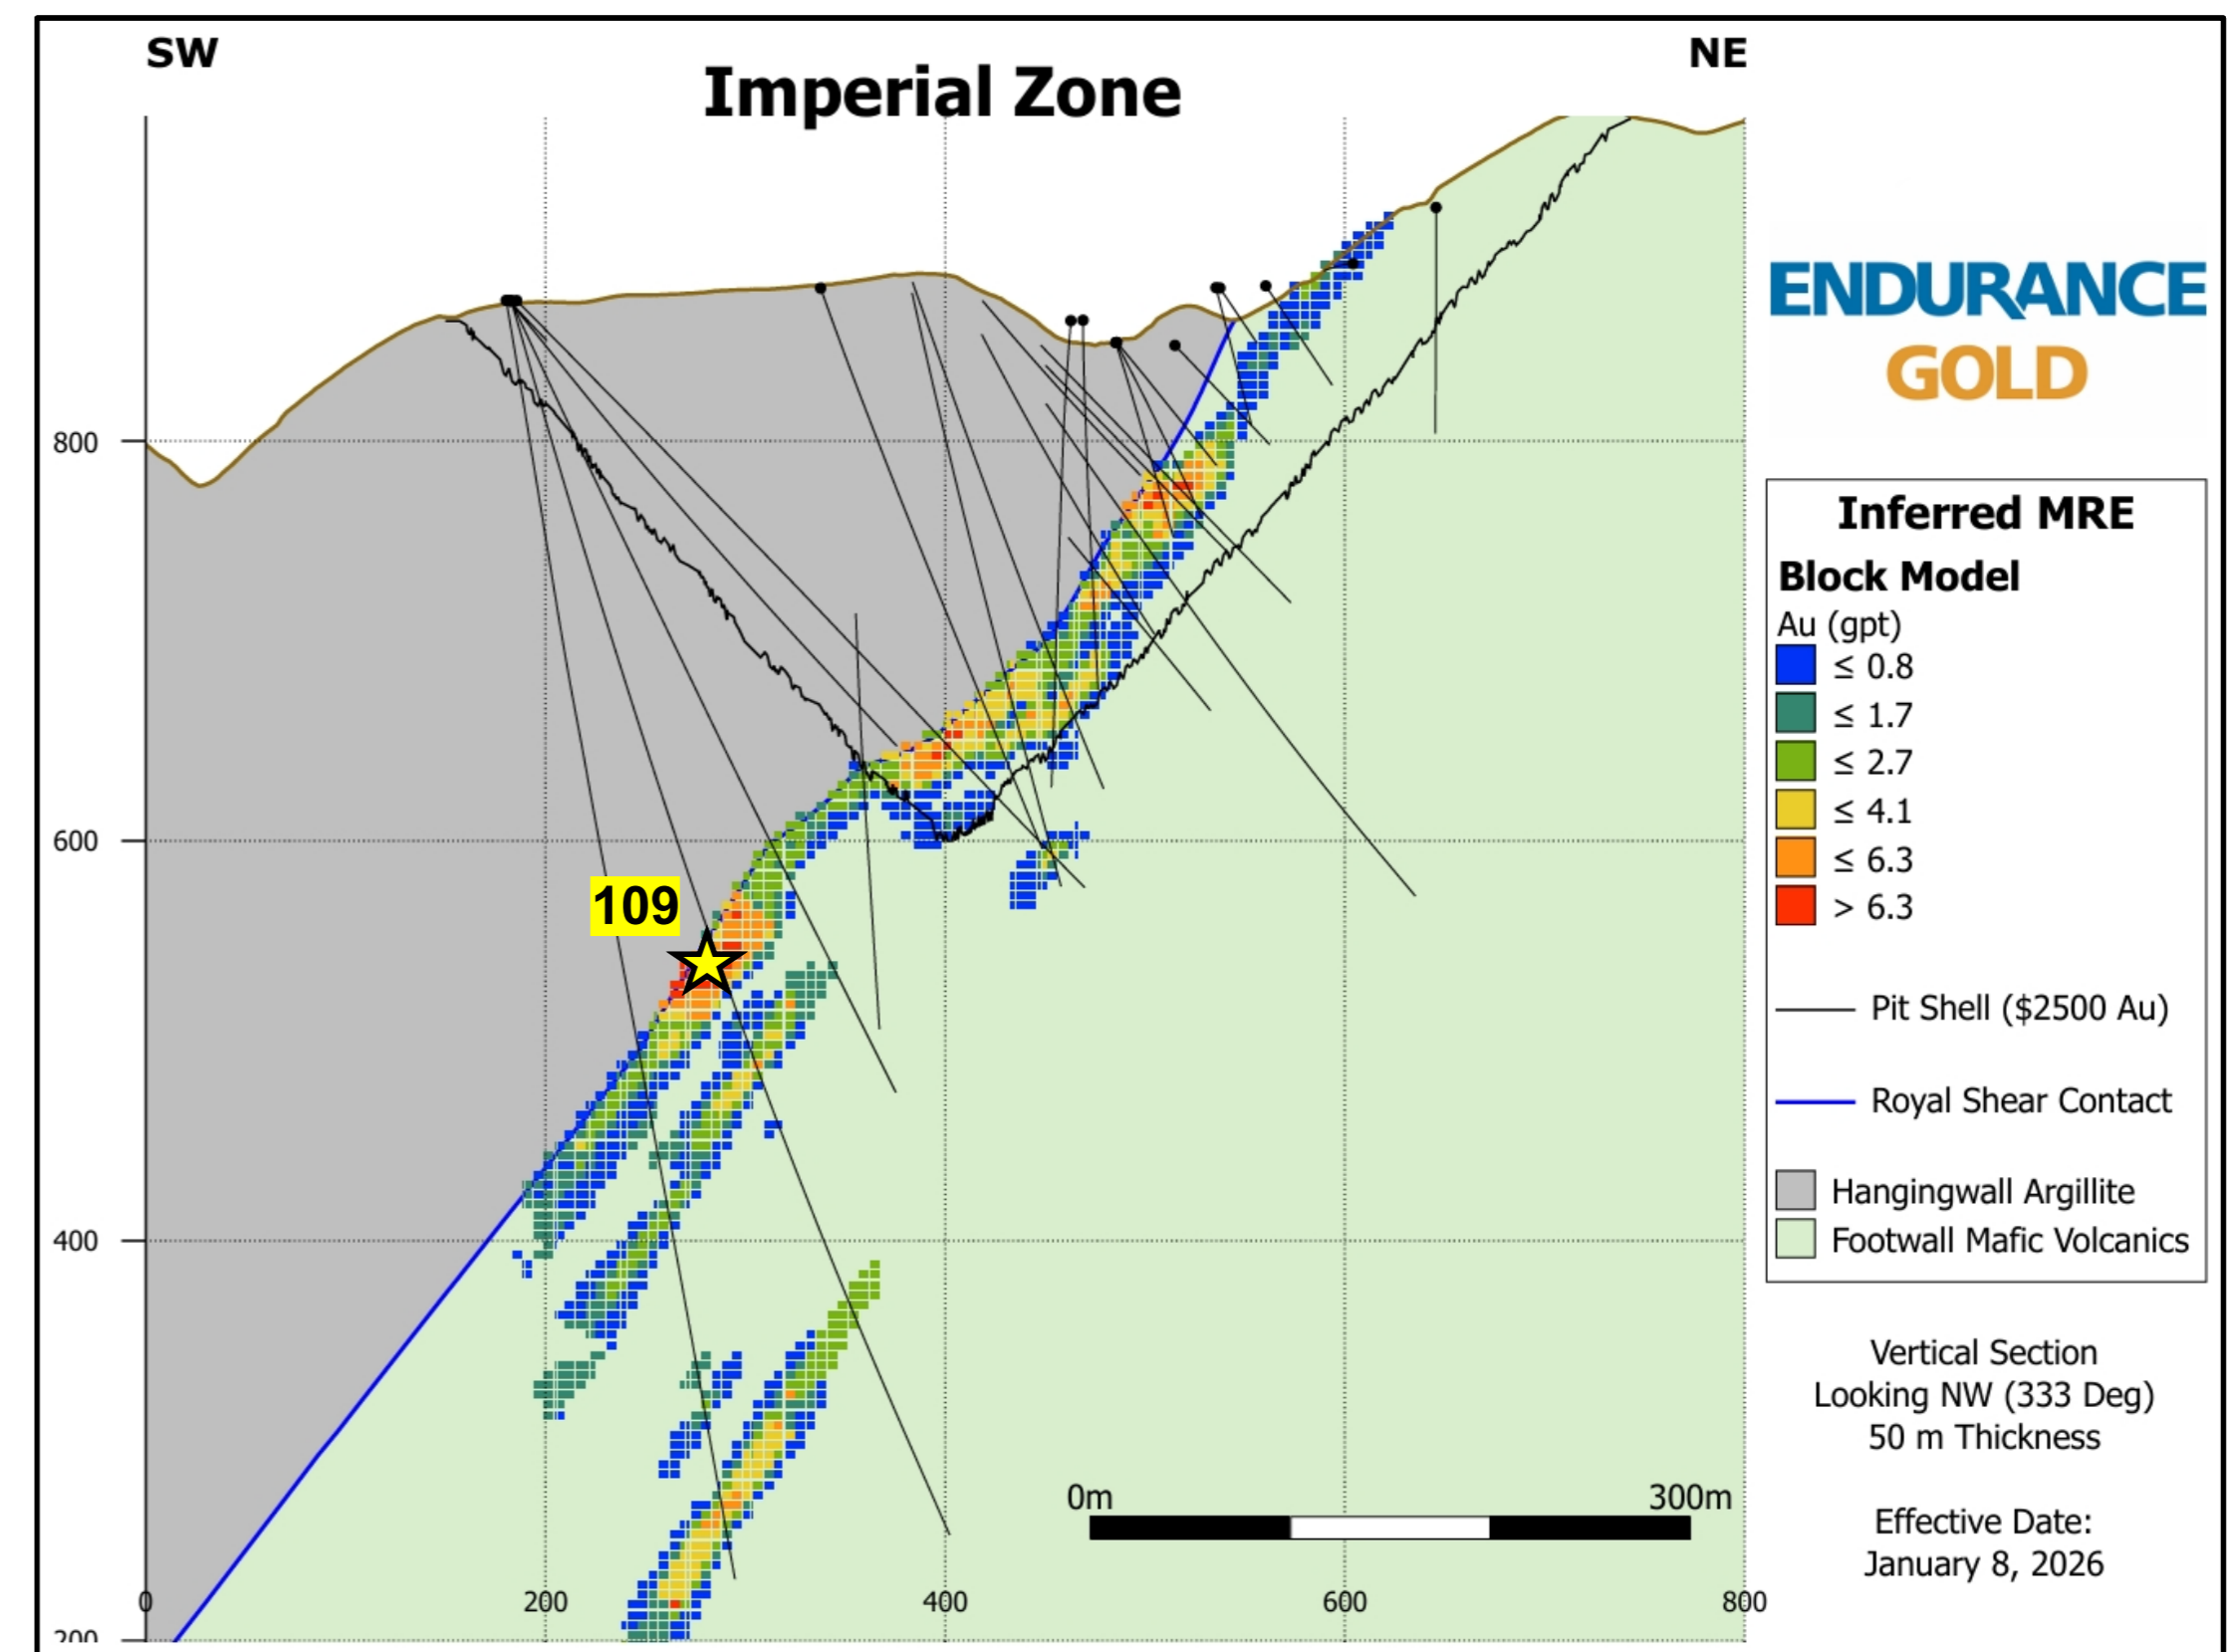 SW
NE
Imperial Zone
800
600
400
200
0
200
400
600
800
109
0m
300m
ENDURANCE
GOLD
Inferred MRE
Block Model
Au (gpt)
≤ 0.8
≤ 1.7
≤ 2.7
≤ 4.1
≤ 6.3
> 6.3
Pit Shell ($2500 Au)
Royal Shear Contact
Hangingwall Argillite
Footwall Mafic Volcanics
Vertical Section
Looking NW (333 Deg)
50 m Thickness
Effective Date:
January 8, 2026